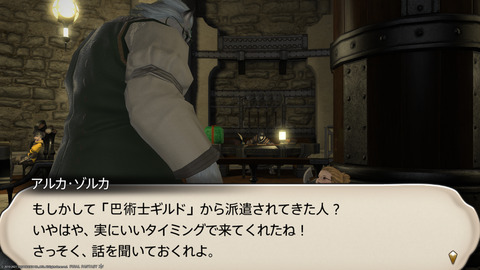 アルカ・ゾルカ
もしかして「巴術士ギルド」から派遣されてきた人？
いやはや、実にいいタイミングで来てくれたね！
さっそく、話を聞いておくれよ。
FINAL FANTASY XIV